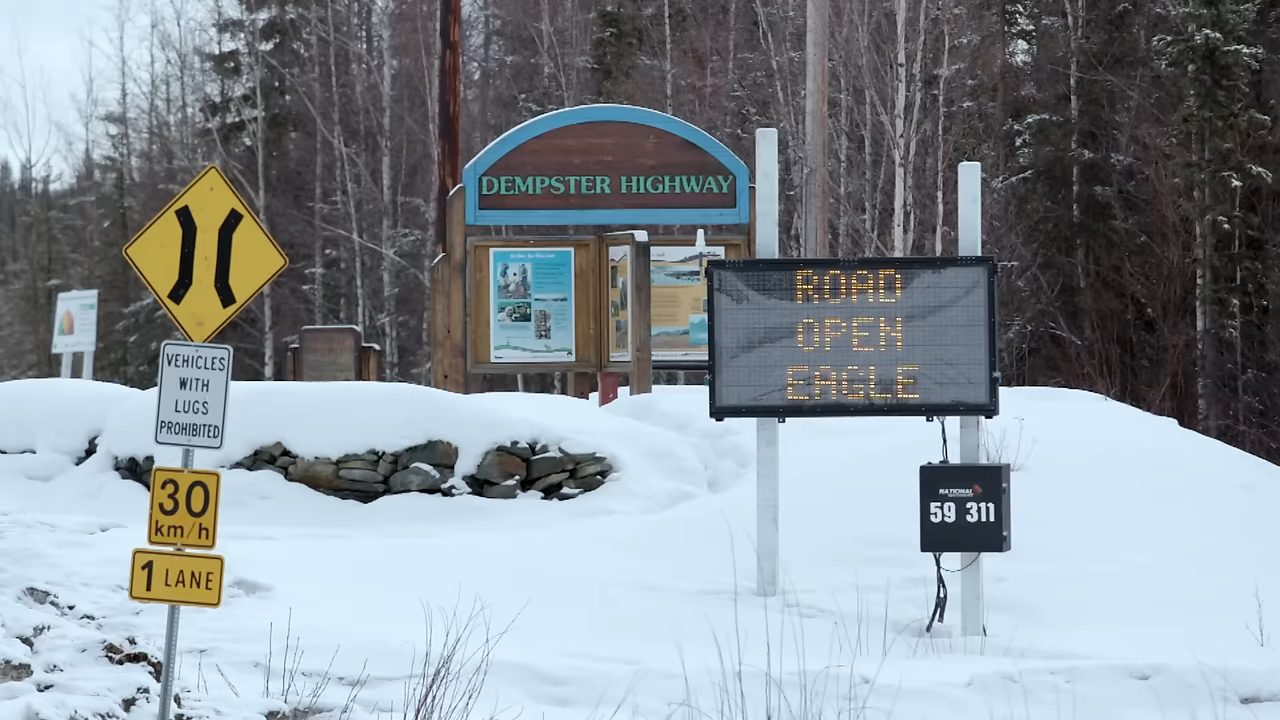 DEMPSTER HIGHWAY
ROAD
OPEN
EAGLE
VEHICLES
WITH
LUGS
PROHIBITED
30
km/h
1 LANE
NATIONAL
59 311